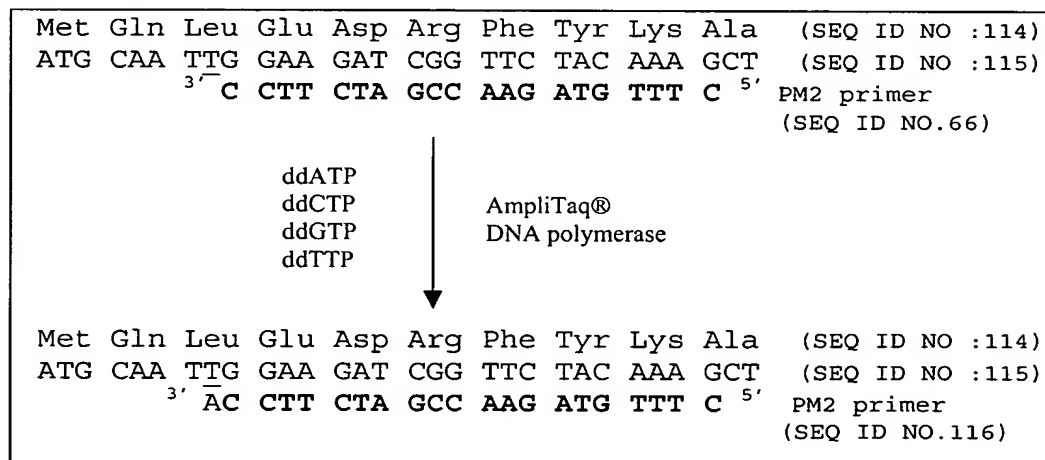 Met Gln Leu Glu Asp Arg Phe Tyr Lys Ala (SEQ ID NO :114)
ATG CAA TTG GAA GAT CGG TTC TAC AAA GCT (SEQ ID NO :115)
3' C CTT CTA GCC AAG ATG TTT C 5' PM2 primer
(SEQ ID NO.66)
ddATP
ddCTP
ddGTP
ddTTP
AmpliTaq®
DNA polymerase
Met Gln Leu Glu Asp Arg Phe Tyr Lys Ala (SEQ ID NO :114)
ATG CAA TTG GAA GAT CGG TTC TAC AAA GCT (SEQ ID NO :115)
3' AC CTT CTA GCC AAG ATG TTT C 5' PM2 primer
(SEQ ID NO.116)